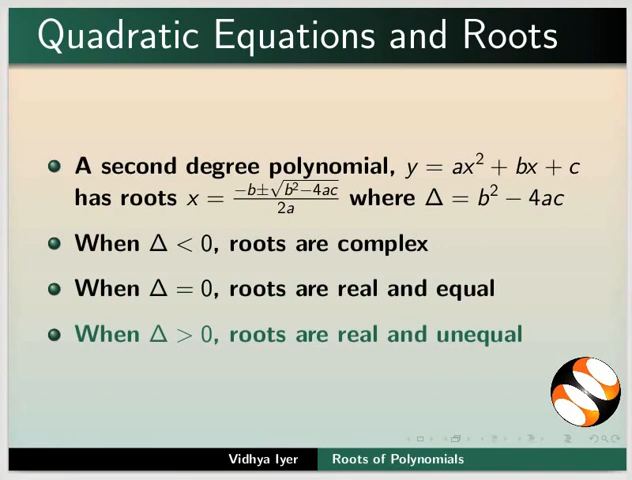 Quadratic Equations and Roots
A second degree polynomial, y = ax² + bx + c
has roots x = \frac{-b±\sqrt{b²-4ac}}{2a} where Δ = b² − 4ac
When Δ < 0, roots are complex
When Δ = 0, roots are real and equal
When Δ > 0, roots are real and unequal
Vidhya Iyer Roots of Polynomials